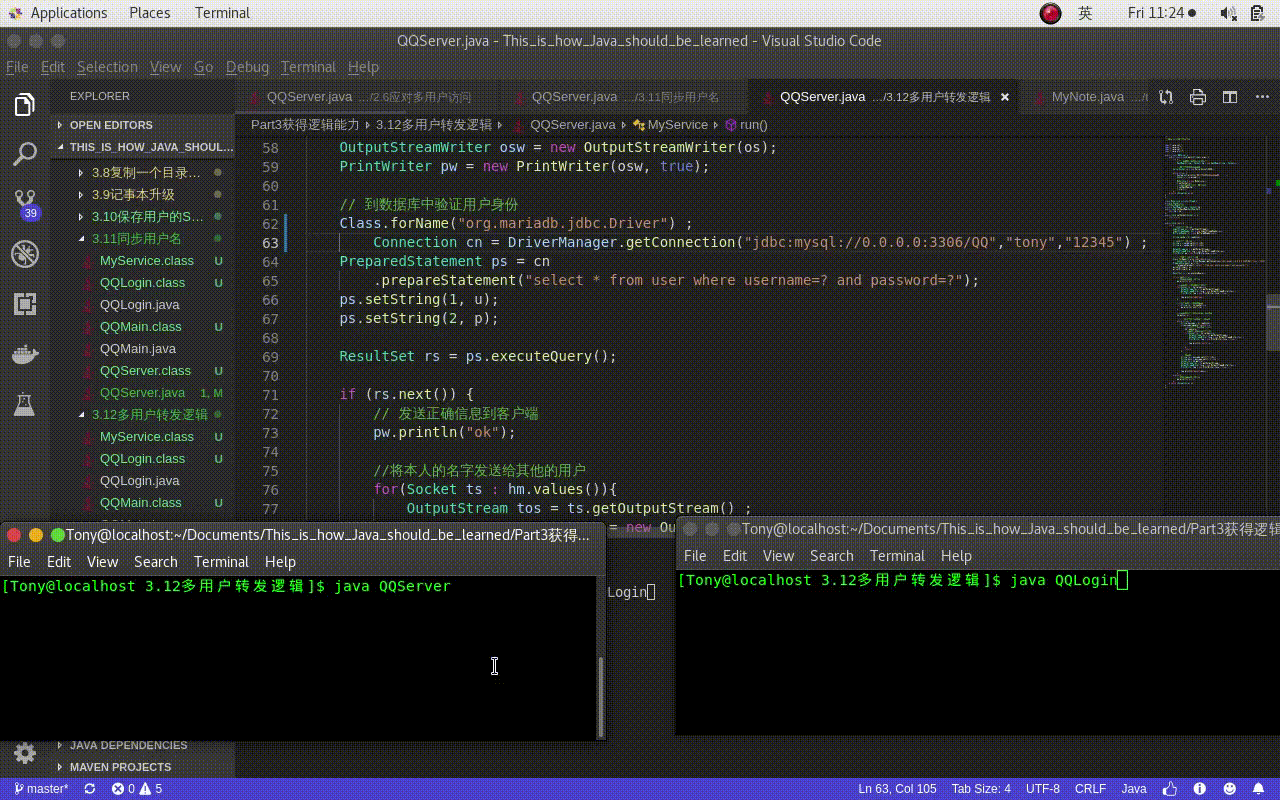 Applications Places Terminal 英 Fri 11:24
QQServer.java - This_is_how_Java_should_be_learned - Visual Studio Code
File Edit Selection View Go Debug Terminal Help
EXPLORER
OPEN EDITORS
THIS_IS_HOW_JAVA_SHOUL...
3.8复制一个目录...
3.9记事本升级
3.10保存用户的S...
3.11同步用户名
MyService.class U
QQLogin.class U
QQLogin.java
QQMain.class U
QQMain.java
QQServer.class U
QQServer.java 1, M
3.12多用户转发逻辑
MyService.class U
QQLogin.class U
QQLogin.java
QQMain.class U
JAVA DEPENDENCIES
MAVEN PROJECTS
39
QQServer.java .../2.6应对多用户访问 QQServer.java .../3.11同步用户名 QQServer.java .../3.12多用户转发逻辑 MyNote.java
Part3获得逻辑能力 3.12多用户转发逻辑 QQServer.java MyService run()
58 OutputStreamWriter osw = new OutputStreamWriter(os);
59 PrintWriter pw = new PrintWriter(osw, true);
60
61 // 到数据库中验证用户身份
62 Class.forName("org.mariadb.jdbc.Driver") ;
63 Connection cn = DriverManager.getConnection("jdbc:mysql://0.0.0.0:3306/QQ","tony","12345") ;
64 PreparedStatement ps = cn
65 .prepareStatement("select * from user where username=? and password=?");
66 ps.setString(1, u);
67 ps.setString(2, p);
68
69 ResultSet rs = ps.executeQuery();
70
71 if (rs.next()) {
72 // 发送正确信息到客户端
73 pw.println("ok");
74
75 //将本人的名字发送给其他的用户
76 for(Socket ts : hm.values()){
77 OutputStream tos = ts.getOutputStream() ;
= new Ou
Tony@localhost:~/Documents/This_is_how_Java_should_be_learned/Part3获得...
File Edit View Search Terminal Help
[Tony@localhost 3.12多用户转发逻辑]$ java QQServer
Login
Tony@localhost:~/Documents/This_is_how_Java_should_be_learned/Part3获得逻辑
File Edit View Search Terminal Help
[Tony@localhost 3.12多用户转发逻辑]$ java QQLogin
master* 0 5 Ln 63, Col 105 Tab Size: 4 UTF-8 CRLF Java